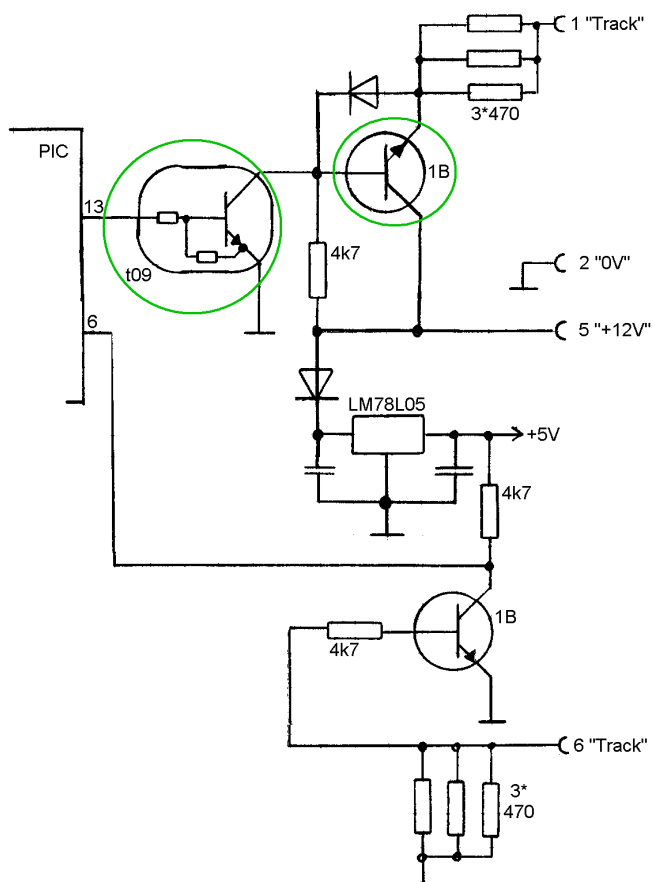 1 "Track"
3*470
PIC
1B
13
t09
4k7
2 "0V"
6
5 "+12V"
LM78L05
+5V
4k7
1B
4k7
6 "Track"
3*
470